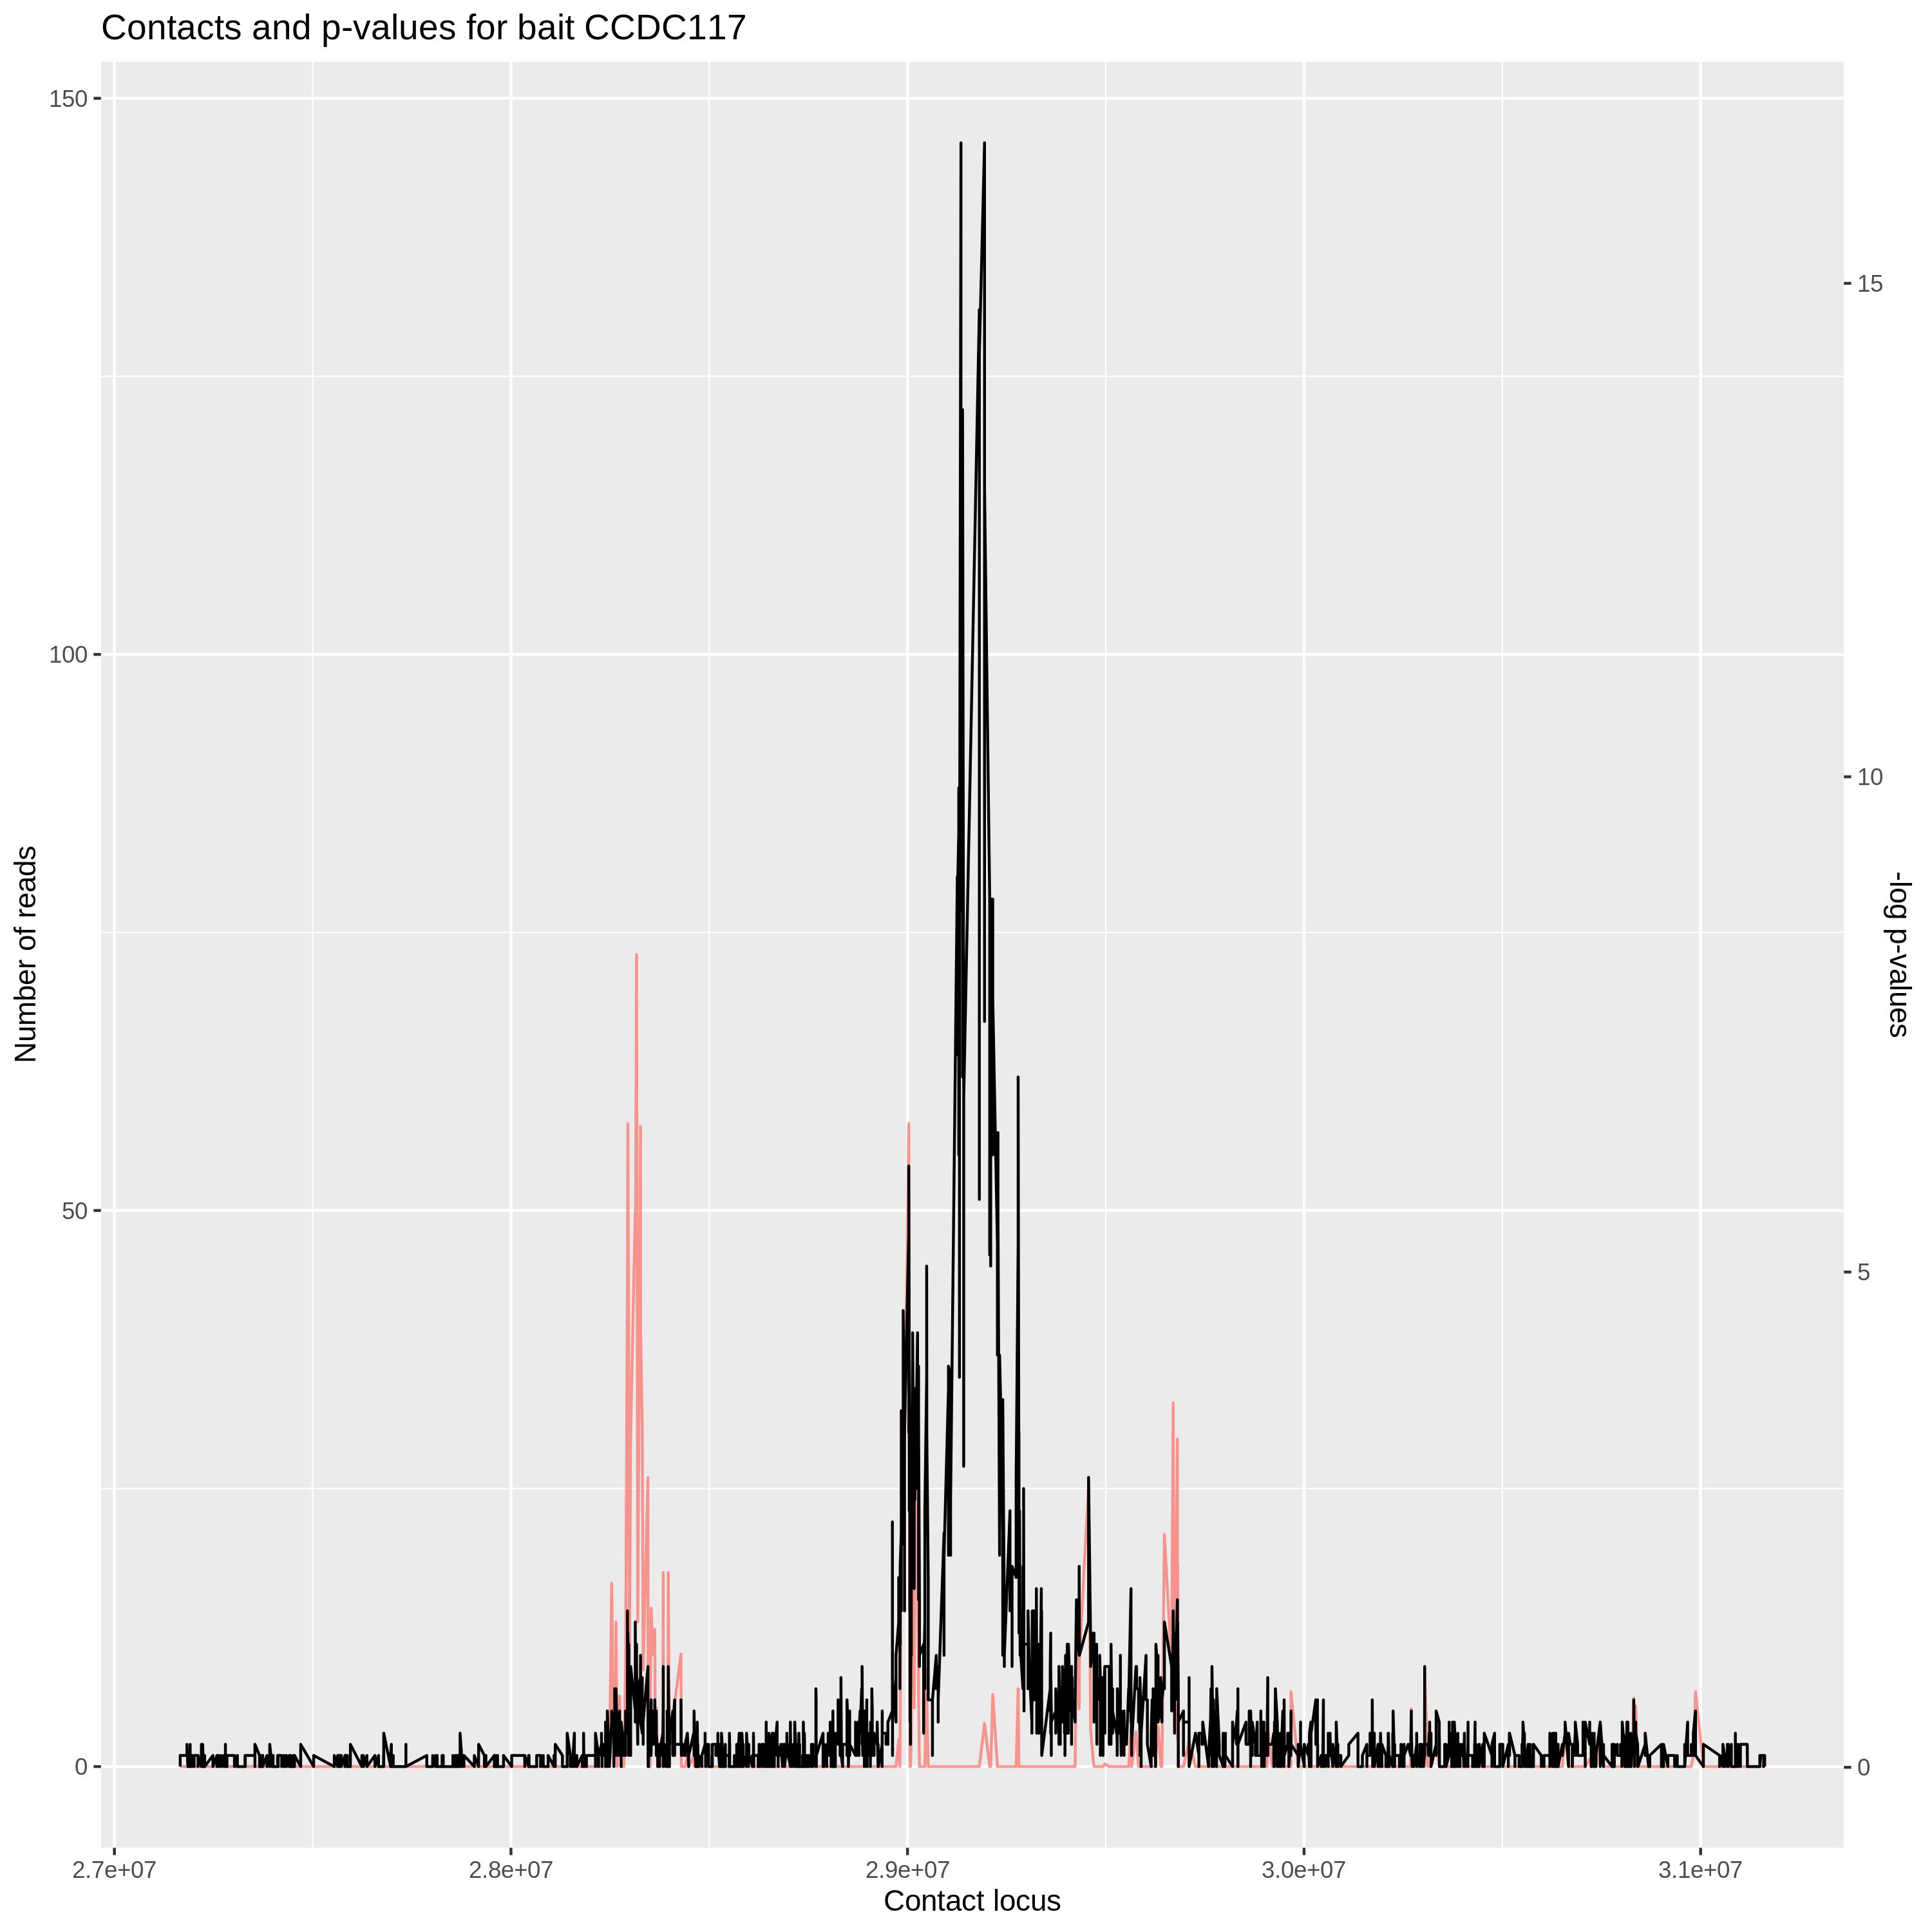 Contacts and p-values for bait CCDC117
150
100
50
0
Number of reads
15
10
5
0
-log p-values
2.7e+07
2.8e+07
2.9e+07
3.0e+07
3.1e+07
Contact locus